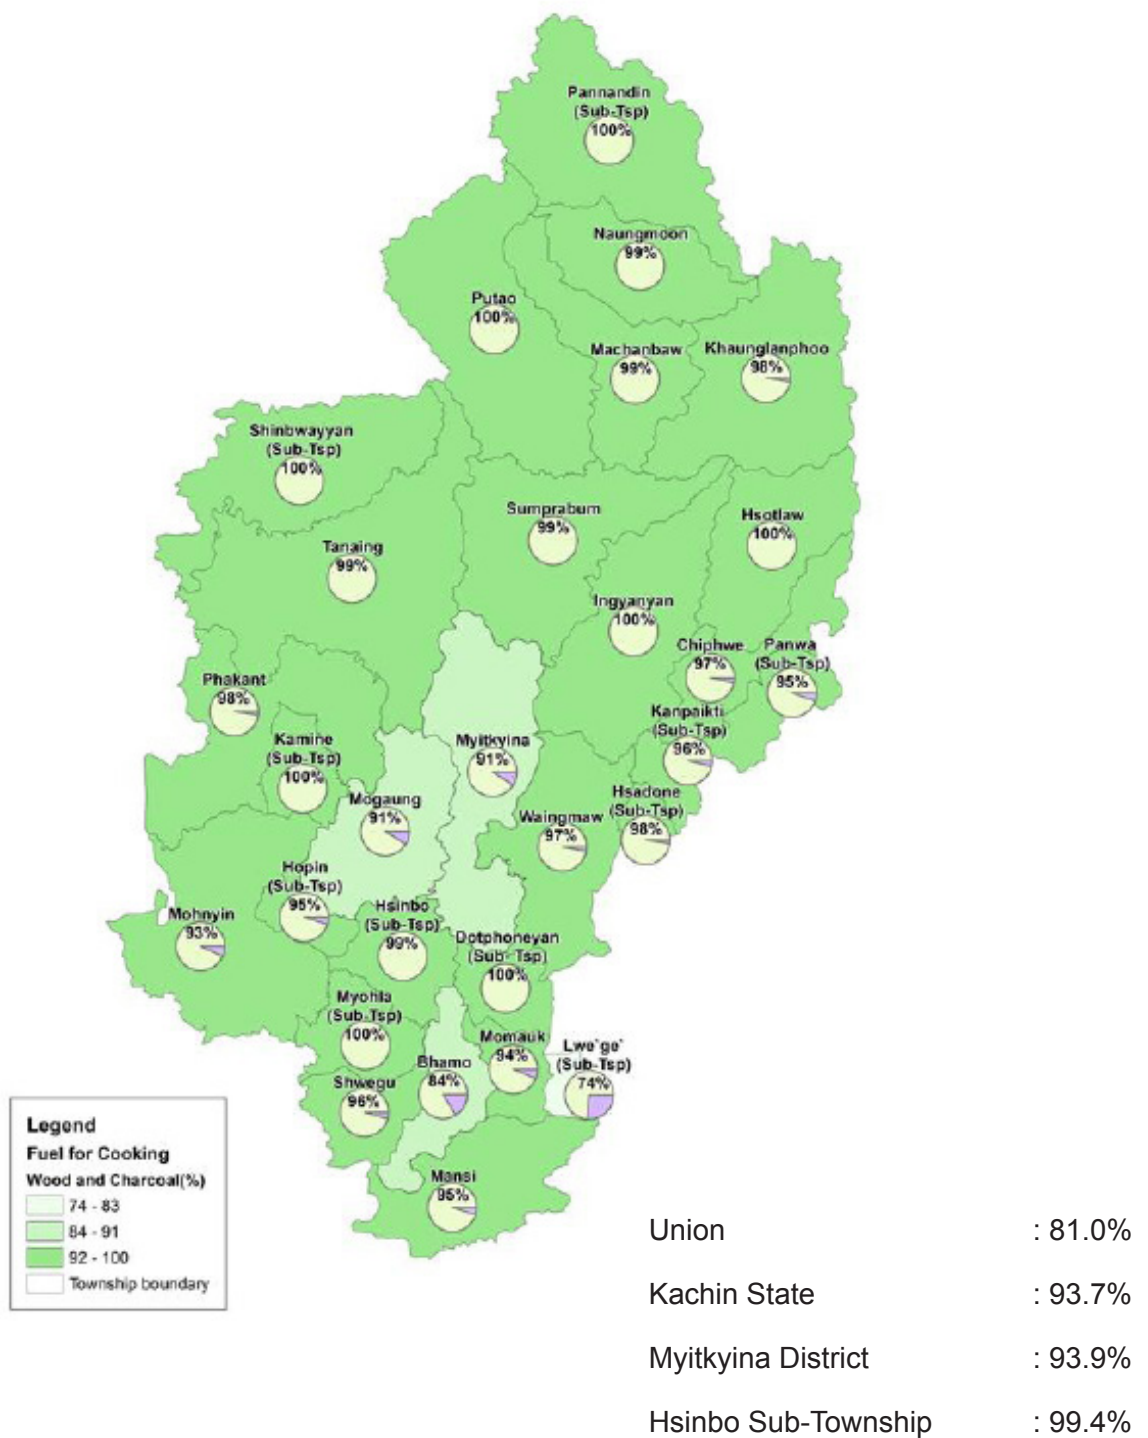 Pannandin
(Sub-Tsp)
100%
Naungmoon
99%
Putao
100%
Machanbaw
99%
Khaunglanphoo
98%
Shinbwayyan
(Sub-Tsp)
100%
Sumprabum
99%
Hsotlaw
100%
Tanaing
99%
Ingyanyan
100%
Chiphwe
97%
Panwa
(Sub-Tsp)
95%
Phakant
98%
Kanpaikti
(Sub-Tsp)
96%
Kamine
(Sub-Tsp)
100%
Myitkyina
91%
Mogaung
91%
Hsadone
(Sub-Tsp)
98%
Waingmaw
97%
Hopin
(Sub-Tsp)
95%
Hsinbo
(Sub-Tsp)
99%
Mohnyin
93%
Dotphoneyan
(Sub- Tsp)
100%
Myohla
(Sub-Tsp)
100%
Momauk
94%
Lwe`ge`
(Sub-Tsp)
74%
Bhamo
84%
Shwegu
96%
Mansi
95%
Legend
Fuel for Cooking
Wood and Charcoal(%)
74 - 83
84 - 91
92 - 100
Township boundary
Union : 81.0%
Kachin State : 93.7%
Myitkyina District : 93.9%
Hsinbo Sub-Township : 99.4%